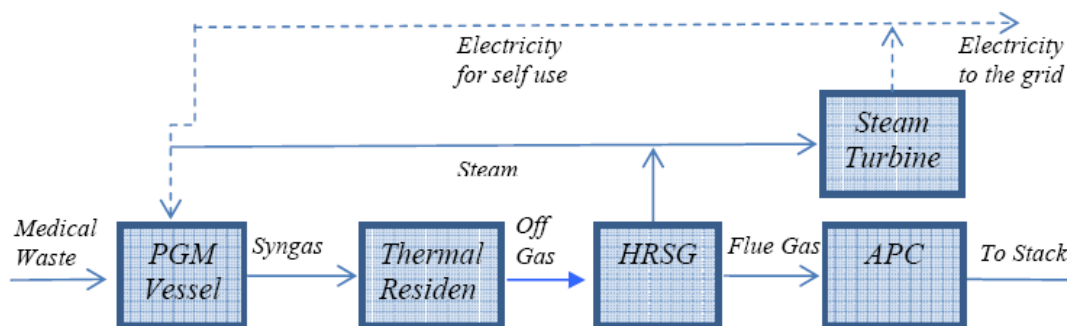 Electricity
for self use
Electricity
to the grid
Steam
Turbine
Steam
Medical
Waste
PGM
Vessel
Syngas
Thermal
Residen
Off
Gas
HRSG
Flue Gas
APC
To Stack